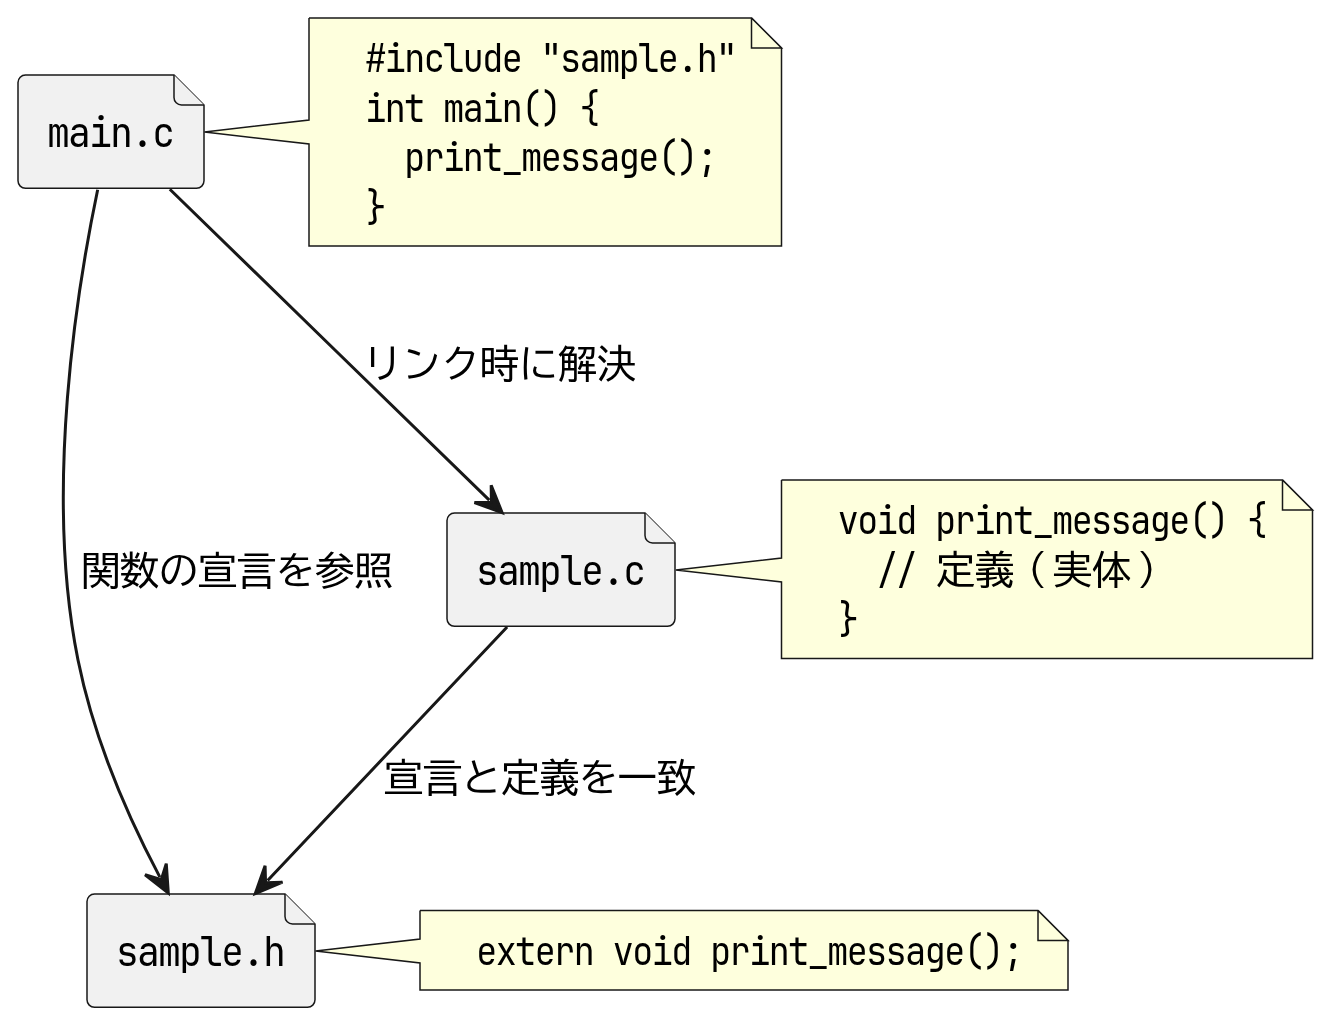 main.c
#include "sample.h"
int main() {
  print_message();
}
リンク時に解決
関数の宣言を参照
sample.c
void print_message() {
  // 定義（実体）
}
宣言と定義を一致
sample.h
extern void print_message();